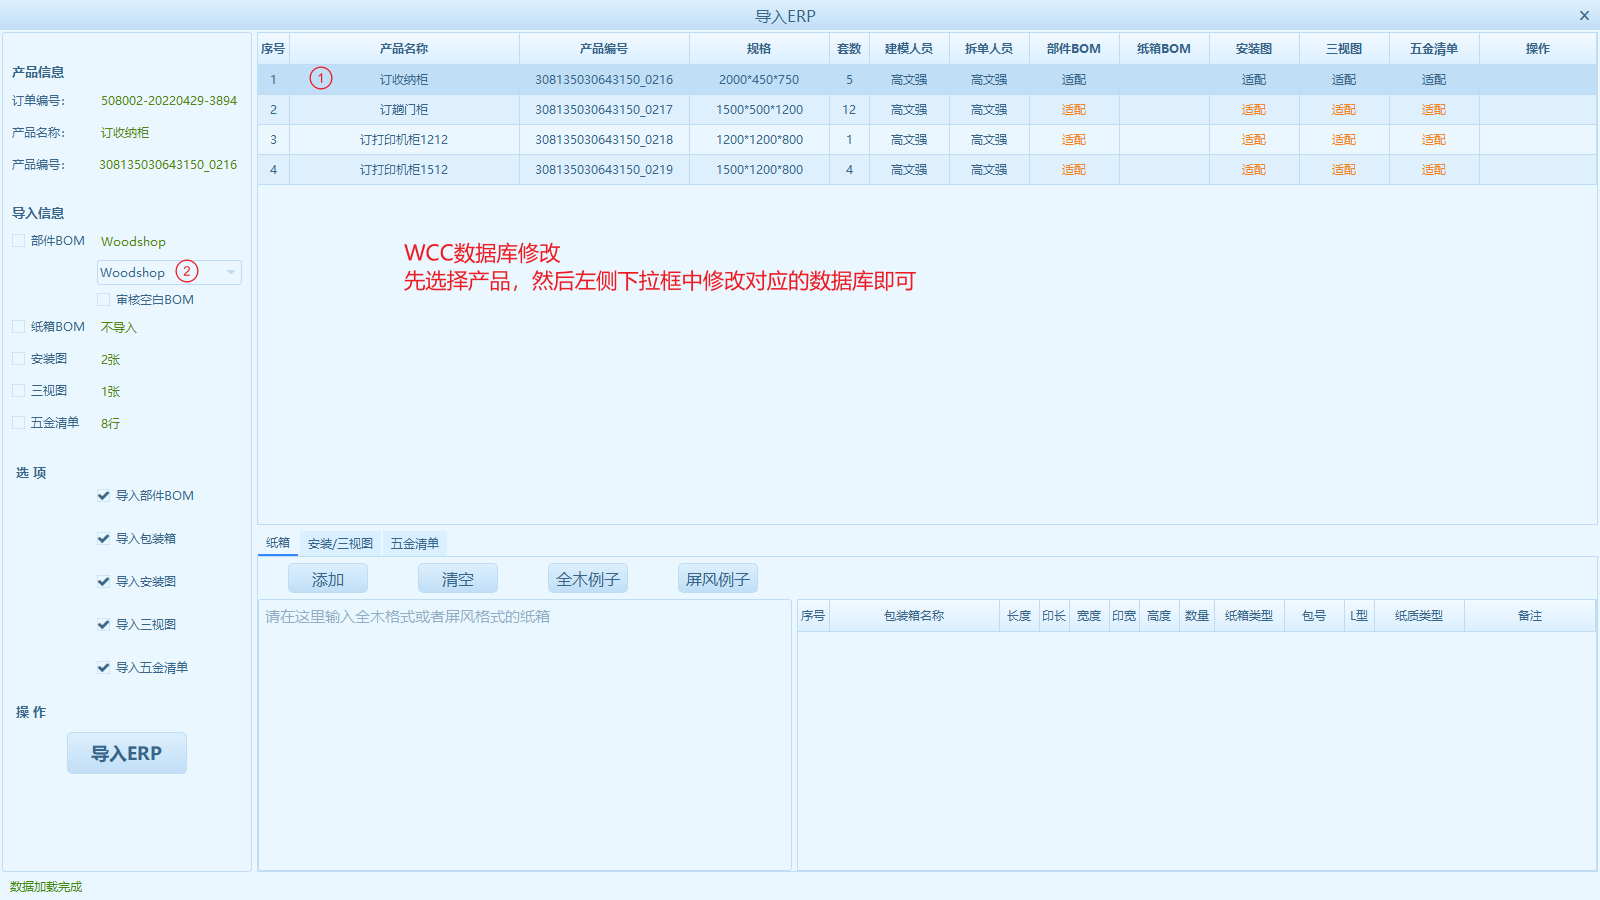 导入ERP
产品信息
订单编号： 508002-20220429-3894
产品名称： 订收纳柜
产品编号： 308135030643150_0216
导入信息
部件BOM Woodshop
Woodshop ②
审核空白BOM
纸箱BOM 不导入
安装图 2张
三视图 1张
五金清单 8行
选 项
导入部件BOM
导入包装箱
导入安装图
导入三视图
导入五金清单
操 作
导入ERP
序号 产品名称 产品编号 规格 套数 建模人员 拆单人员 部件BOM 纸箱BOM 安装图 三视图 五金清单 操作
1 ① 订收纳柜 308135030643150_0216 2000*450*750 5 高文强 高文强 适配 适配 适配 适配
2 订趟门柜 308135030643150_0217 1500*500*1200 12 高文强 高文强 适配 适配 适配 适配
3 订打印机柜1212 308135030643150_0218 1200*1200*800 1 高文强 高文强 适配 适配 适配 适配
4 订打印机柜1512 308135030643150_0219 1500*1200*800 4 高文强 高文强 适配 适配 适配 适配
WCC数据库修改
先选择产品，然后左侧下拉框中修改对应的数据库即可
纸箱 安装/三视图 五金清单
添加 清空 全木例子 屏风例子
请在这里输入全木格式或者屏风格式的纸箱
序号 包装箱名称 长度 印长 宽度 印宽 高度 数量 纸箱类型 包号 L型 纸质类型 备注
数据加载完成